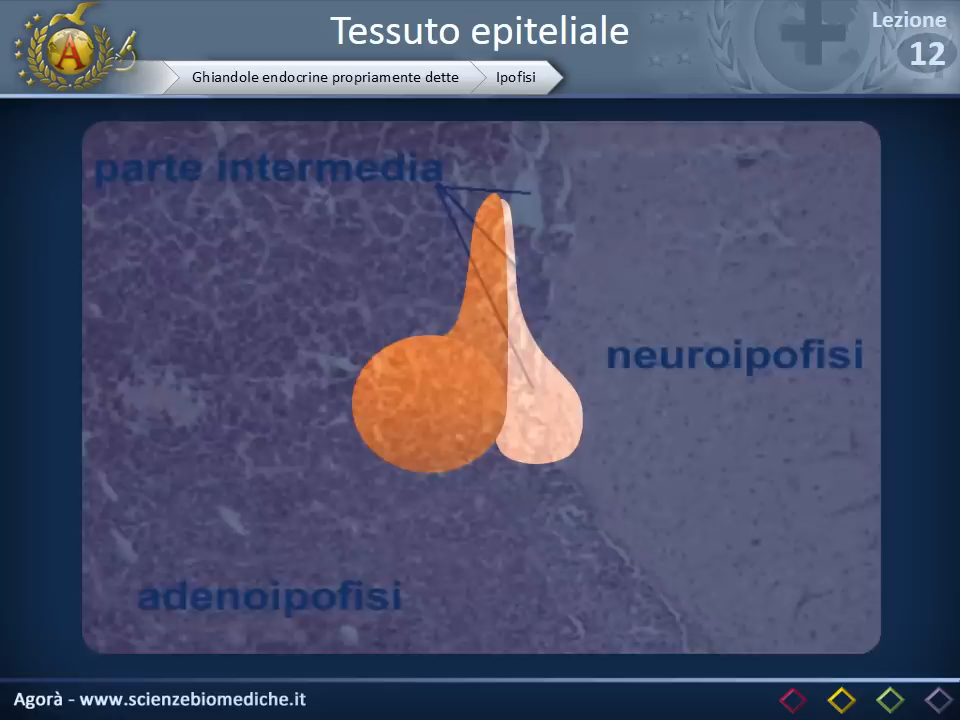 Tessuto epiteliale
Lezione
12
Ghiandole endocrine propriamente dette
Ipofisi
A
parte intermedia
neuroipofisi
adenoipofisi
Agorà - www.scienzebiomediche.it